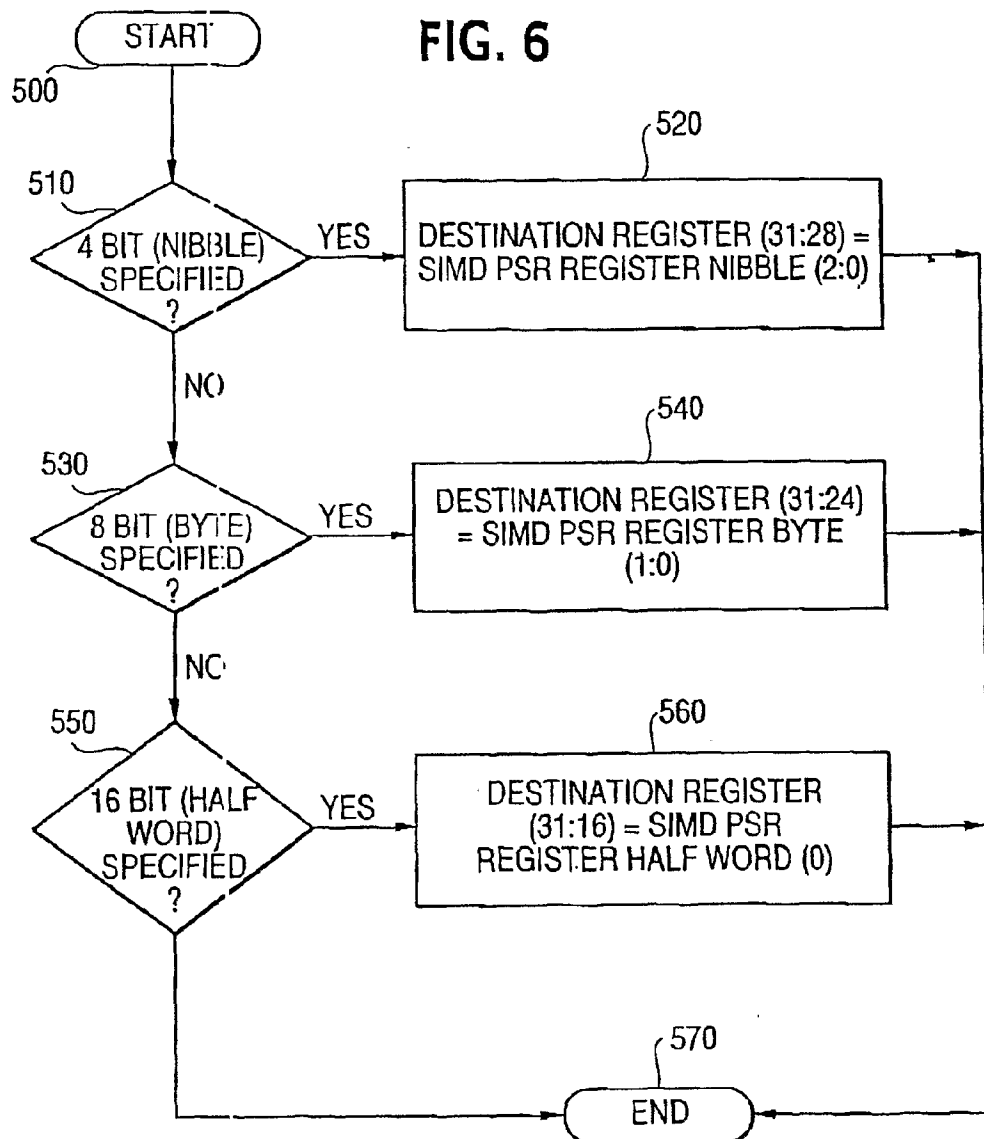 FIG. 6
START
500
510
4 BIT (NIBBLE)
SPECIFIED
?
YES
NO
520
DESTINATION REGISTER (31:28) =
SIMD PSR REGISTER NIBBLE (2:0)
530
8 BIT (BYTE)
SPECIFIED
?
YES
NO
540
DESTINATION REGISTER (31:24)
= SIMD PSR REGISTER BYTE
(1:0)
550
16 BIT (HALF
WORD)
SPECIFIED
?
YES
560
DESTINATION REGISTER
(31:16) = SIMD PSR
REGISTER HALF WORD (0)
570
END